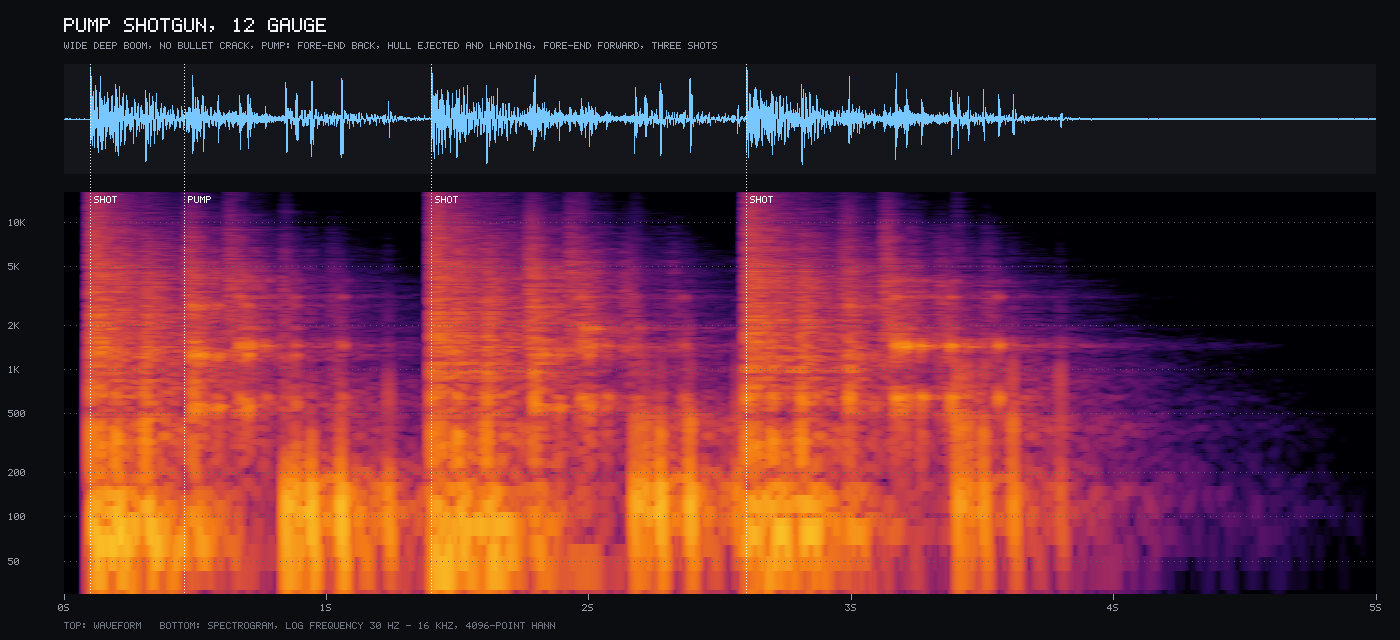 PUMP SHOTGUN, 12 GAUGE
WIDE DEEP BOOM, NO BULLET CRACK, PUMP: FORE-END BACK, HULL EJECTED AND LANDING, FORE-END FORWARD, THREE SHOTS
SHOT PUMP SHOT SHOT
10K
5K
2K
1K
500
200
100
50
0S 1S 2S 3S 4S 5S
TOP: WAVEFORM BOTTOM: SPECTROGRAM, LOG FREQUENCY 30 HZ - 16 KHZ, 4096-POINT HANN